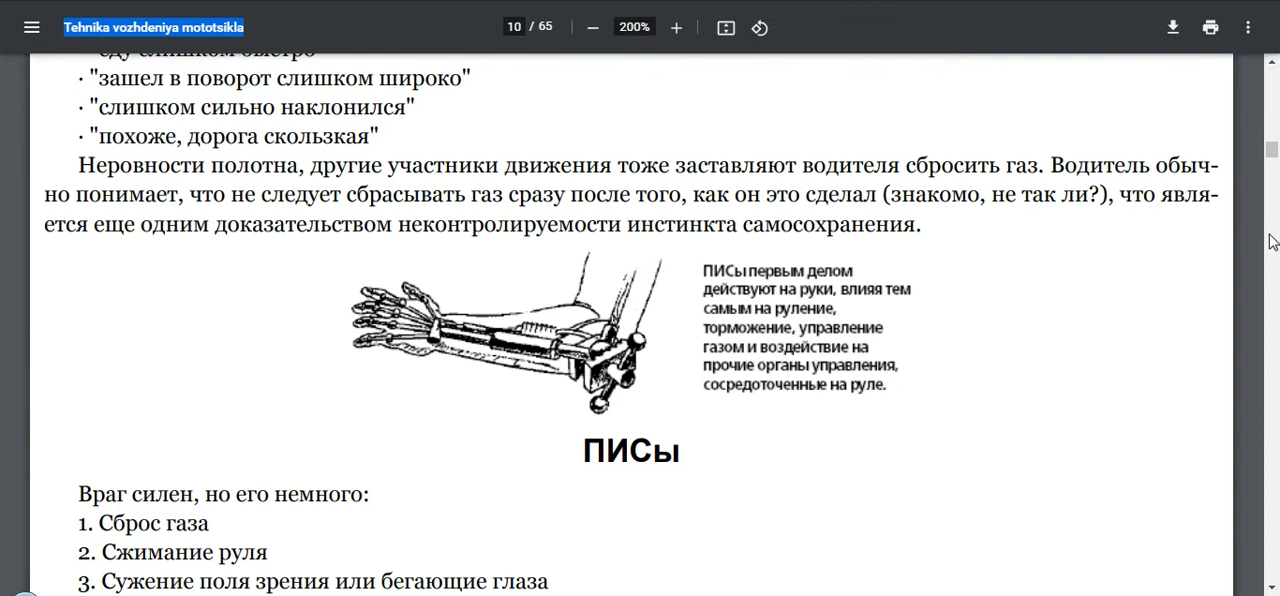 Tehnika vozhdeniya mototsikla
10 / 65
200%
еду слишком быстро
· "зашел в поворот слишком широко"
· "слишком сильно наклонился"
· "похоже, дорога скользкая"
Неровности полотна, другие участники движения тоже заставляют водителя сбросить газ. Водитель обыч-
но понимает, что не следует сбрасывать газ сразу после того, как он это сделал (знакомо, не так ли?), что явля-
ется еще одним доказательством неконтролируемости инстинкта самосохранения.
ПИСы первым делом
действуют на руки, влияя тем
самым на руление,
торможение, управление
газом и воздействие на
прочие органы управления,
сосредоточенные на руле.
ПИСы
Враг силен, но его немного:
1. Сброс газа
2. Сжимание руля
3. Сужение поля зрения или бегающие глаза